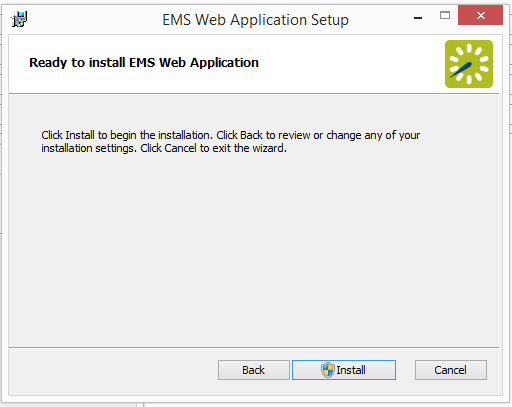 EMS Web Application Setup
Ready to install EMS Web Application
Click Install to begin the installation. Click Back to review or change any of your
installation settings. Click Cancel to exit the wizard.
Back
Install
Cancel